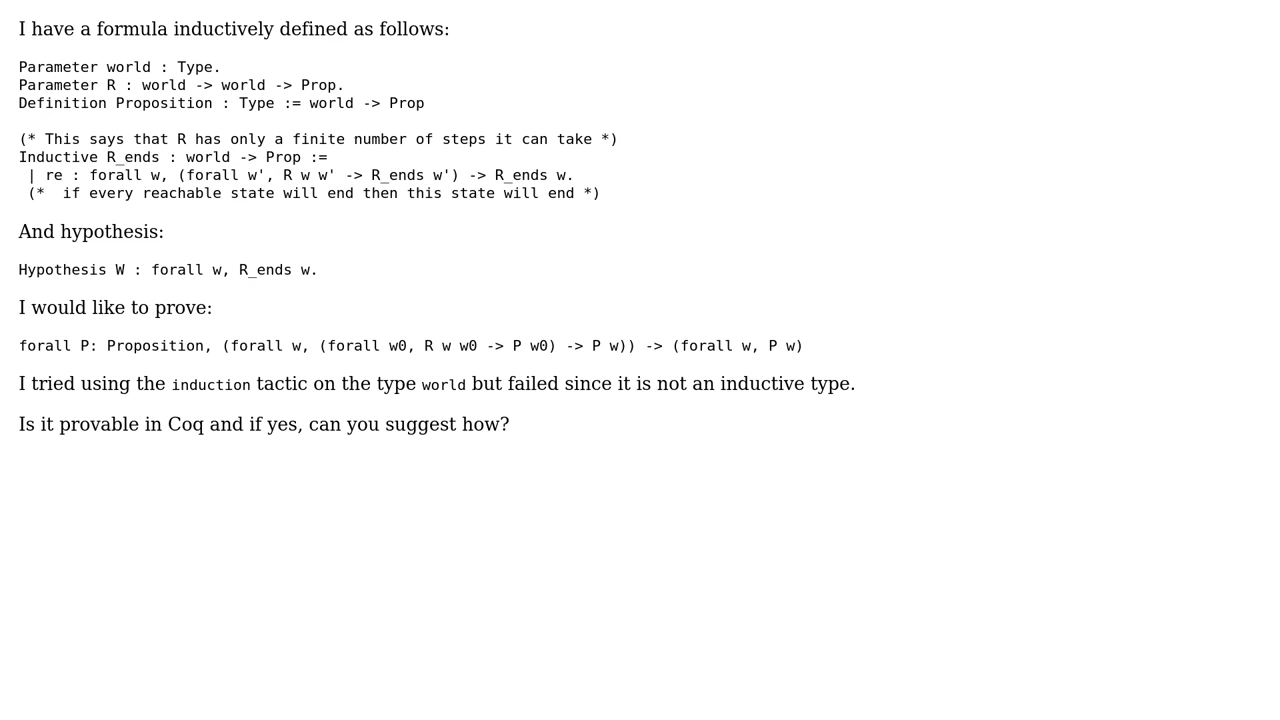 I have a formula inductively defined as follows:
Parameter world : Type.
Parameter R : world -> world -> Prop.
Definition Proposition : Type := world -> Prop
(* This says that R has only a finite number of steps it can take *)
Inductive R_ends : world -> Prop :=
 | re : forall w, (forall w', R w w' -> R_ends w') -> R_ends w.
 (*  if every reachable state will end then this state will end *)
And hypothesis:
Hypothesis W : forall w, R_ends w.
I would like to prove:
forall P: Proposition, (forall w, (forall w0, R w w0 -> P w0) -> P w)) -> (forall w, P w)
I tried using the induction tactic on the type world but failed since it is not an inductive type.
Is it provable in Coq and if yes, can you suggest how?